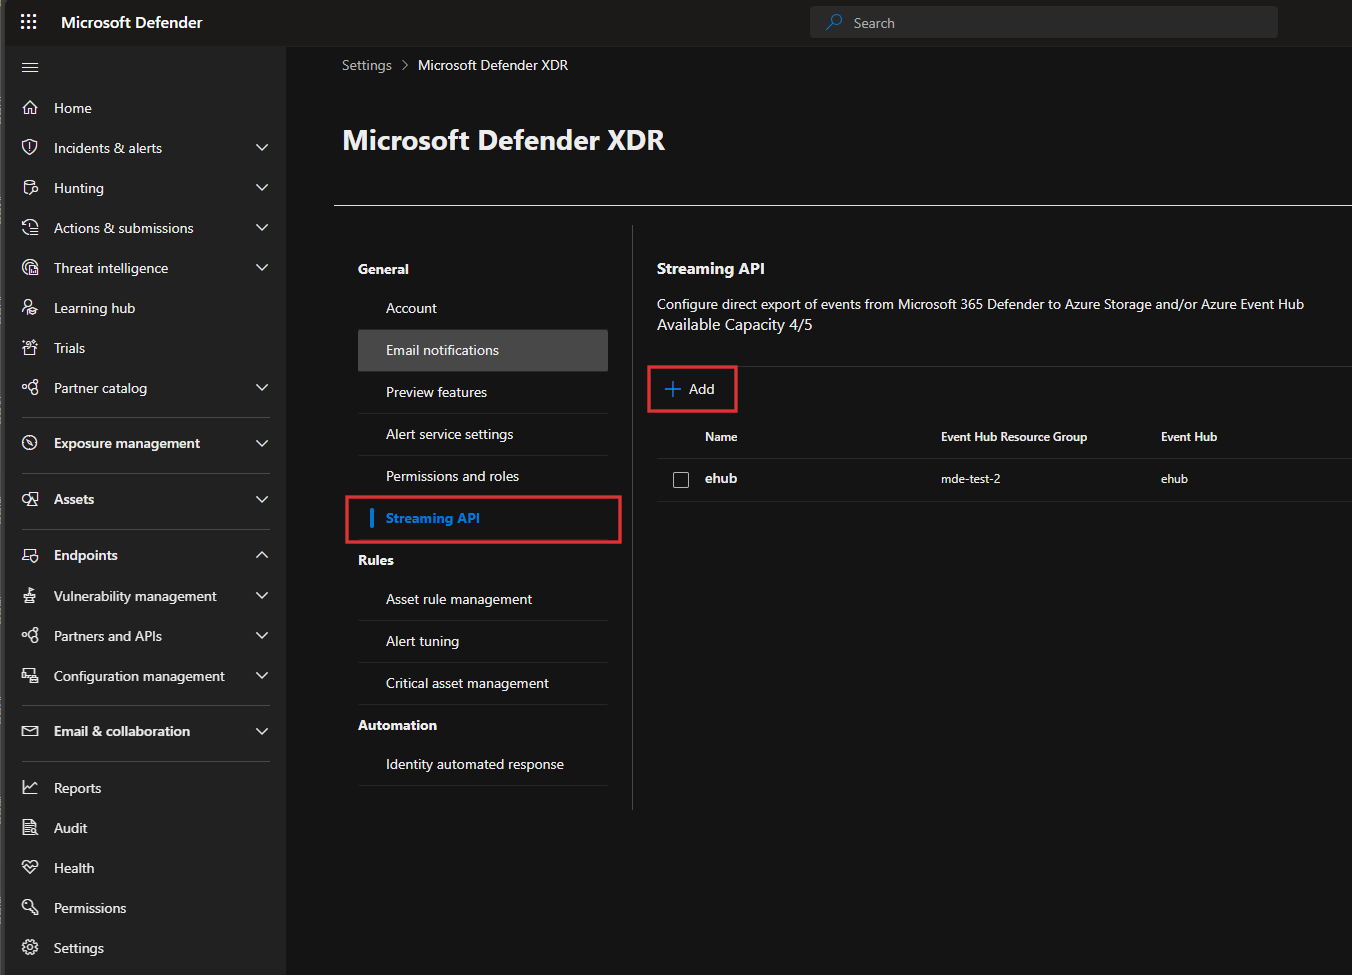 Microsoft Defender
Search
Home
Incidents & alerts
Hunting
Actions & submissions
Threat intelligence
Learning hub
Trials
Partner catalog
Exposure management
Assets
Endpoints
Vulnerability management
Partners and APIs
Configuration management
Email & collaboration
Reports
Audit
Health
Permissions
Settings
Settings > Microsoft Defender XDR
Microsoft Defender XDR
General
Account
Email notifications
Preview features
Alert service settings
Permissions and roles
Streaming API
Rules
Asset rule management
Alert tuning
Critical asset management
Automation
Identity automated response
Streaming API
Configure direct export of events from Microsoft 365 Defender to Azure Storage and/or Azure Event Hub
Available Capacity 4/5
Add
Name Event Hub Resource Group Event Hub
ehub mde-test-2 ehub